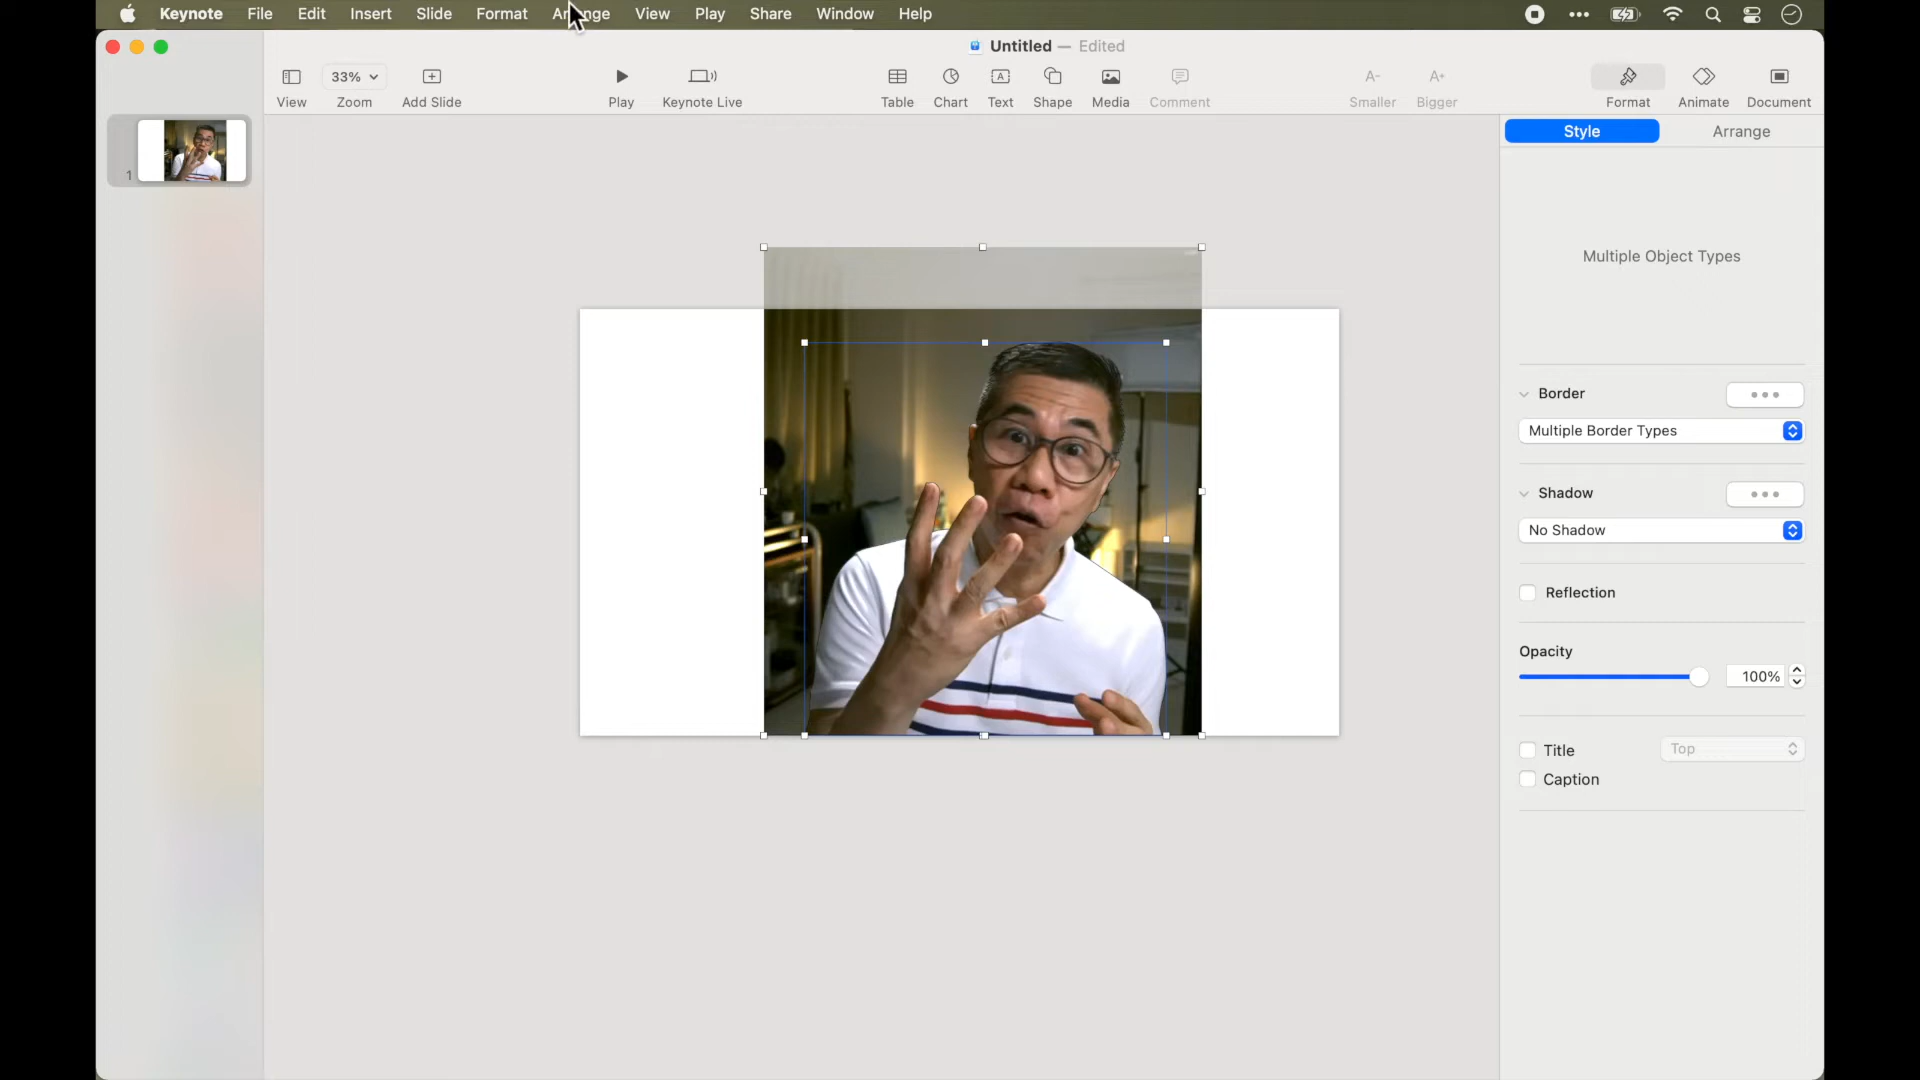 Keynote File Edit Insert Slide Format Arrange View Play Share Window Help
Untitled — Edited
33%
View Zoom Add Slide Play Keynote Live Table Chart Text Shape Media Comment A- Smaller A+ Bigger Format Animate Document
Style Arrange
1
Multiple Object Types
Border
Multiple Border Types
Shadow
No Shadow
Reflection
Opacity
100%
Title Top
Caption